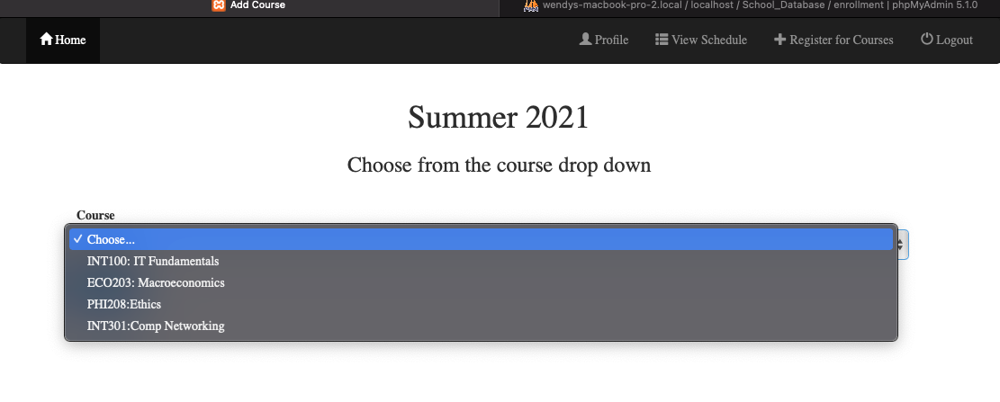 Add Course
wendys-macbook-pro-2.local / localhost / School_Database / enrollment | phpMyAdmin 5.1.0
Home
Profile
View Schedule
Register for Courses
Logout
Summer 2021
Choose from the course drop down
Course
✓ Choose...
INT100: IT Fundamentals
ECO203: Macroeconomics
PHI208:Ethics
INT301:Comp Networking